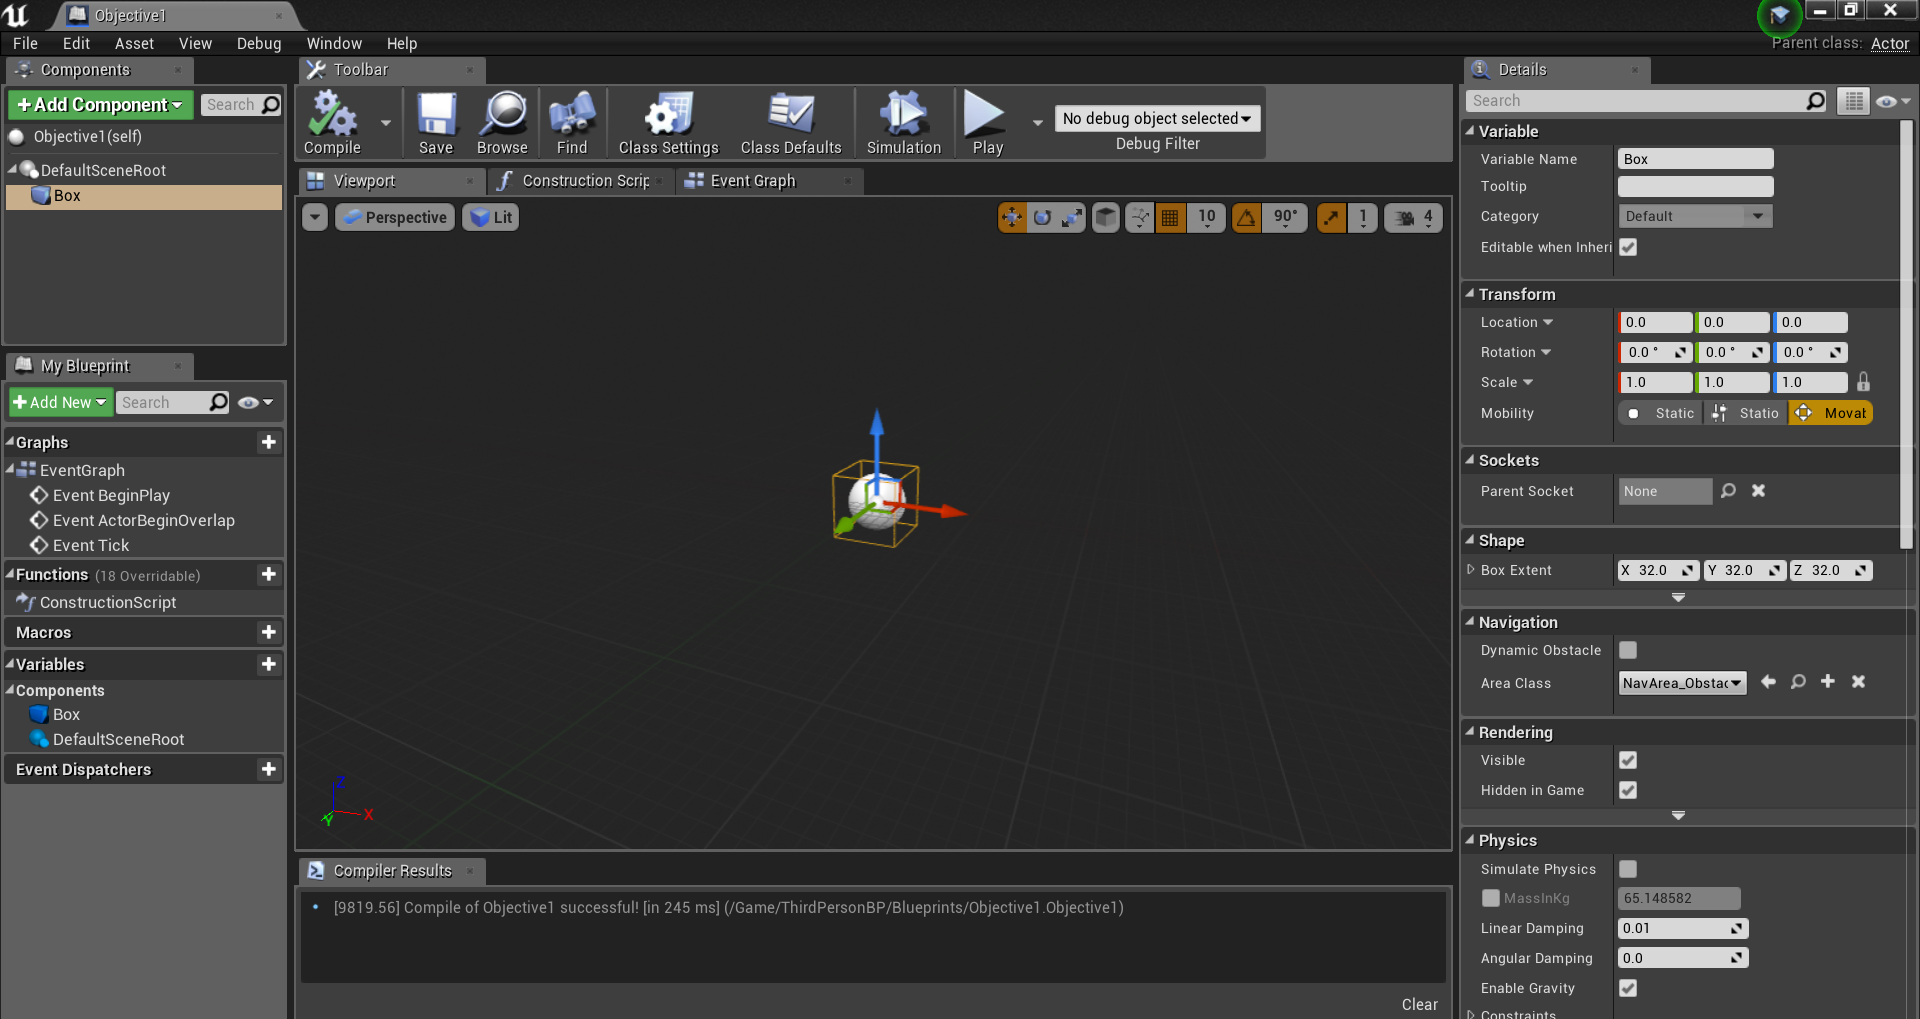 Objective1
File Edit Asset View Debug Window Help
Parent class: Actor
Components
Add Component
Search
Objective1(self)
DefaultSceneRoot
Box
My Blueprint
Add New
Search
Graphs
EventGraph
Event BeginPlay
Event ActorBeginOverlap
Event Tick
Functions (18 Overridable)
ConstructionScript
Macros
Variables
Components
Box
DefaultSceneRoot
Event Dispatchers
Toolbar
Compile Save Browse Find Class Settings Class Defaults Simulation Play
No debug object selected
Debug Filter
Viewport Construction Scrip Event Graph
Perspective Lit 10 90° 1 4
Z
X
Y
Compiler Results
[9819.56] Compile of Objective1 successful! [in 245 ms] (/Game/ThirdPersonBP/Blueprints/Objective1.Objective1)
Clear
Details
Search
Variable
Variable Name Box
Tooltip
Category Default
Editable when Inheri
Transform
Location 0.0 0.0 0.0
Rotation 0.0 ° 0.0 ° 0.0 °
Scale 1.0 1.0 1.0
Mobility Static Statio Movab
Sockets
Parent Socket None
Shape
Box Extent X 32.0 Y 32.0 Z 32.0
Navigation
Dynamic Obstacle
Area Class NavArea_Obstac
Rendering
Visible
Hidden in Game
Physics
Simulate Physics
MassInKg 65.148582
Linear Damping 0.01
Angular Damping 0.0
Enable Gravity
Constraints